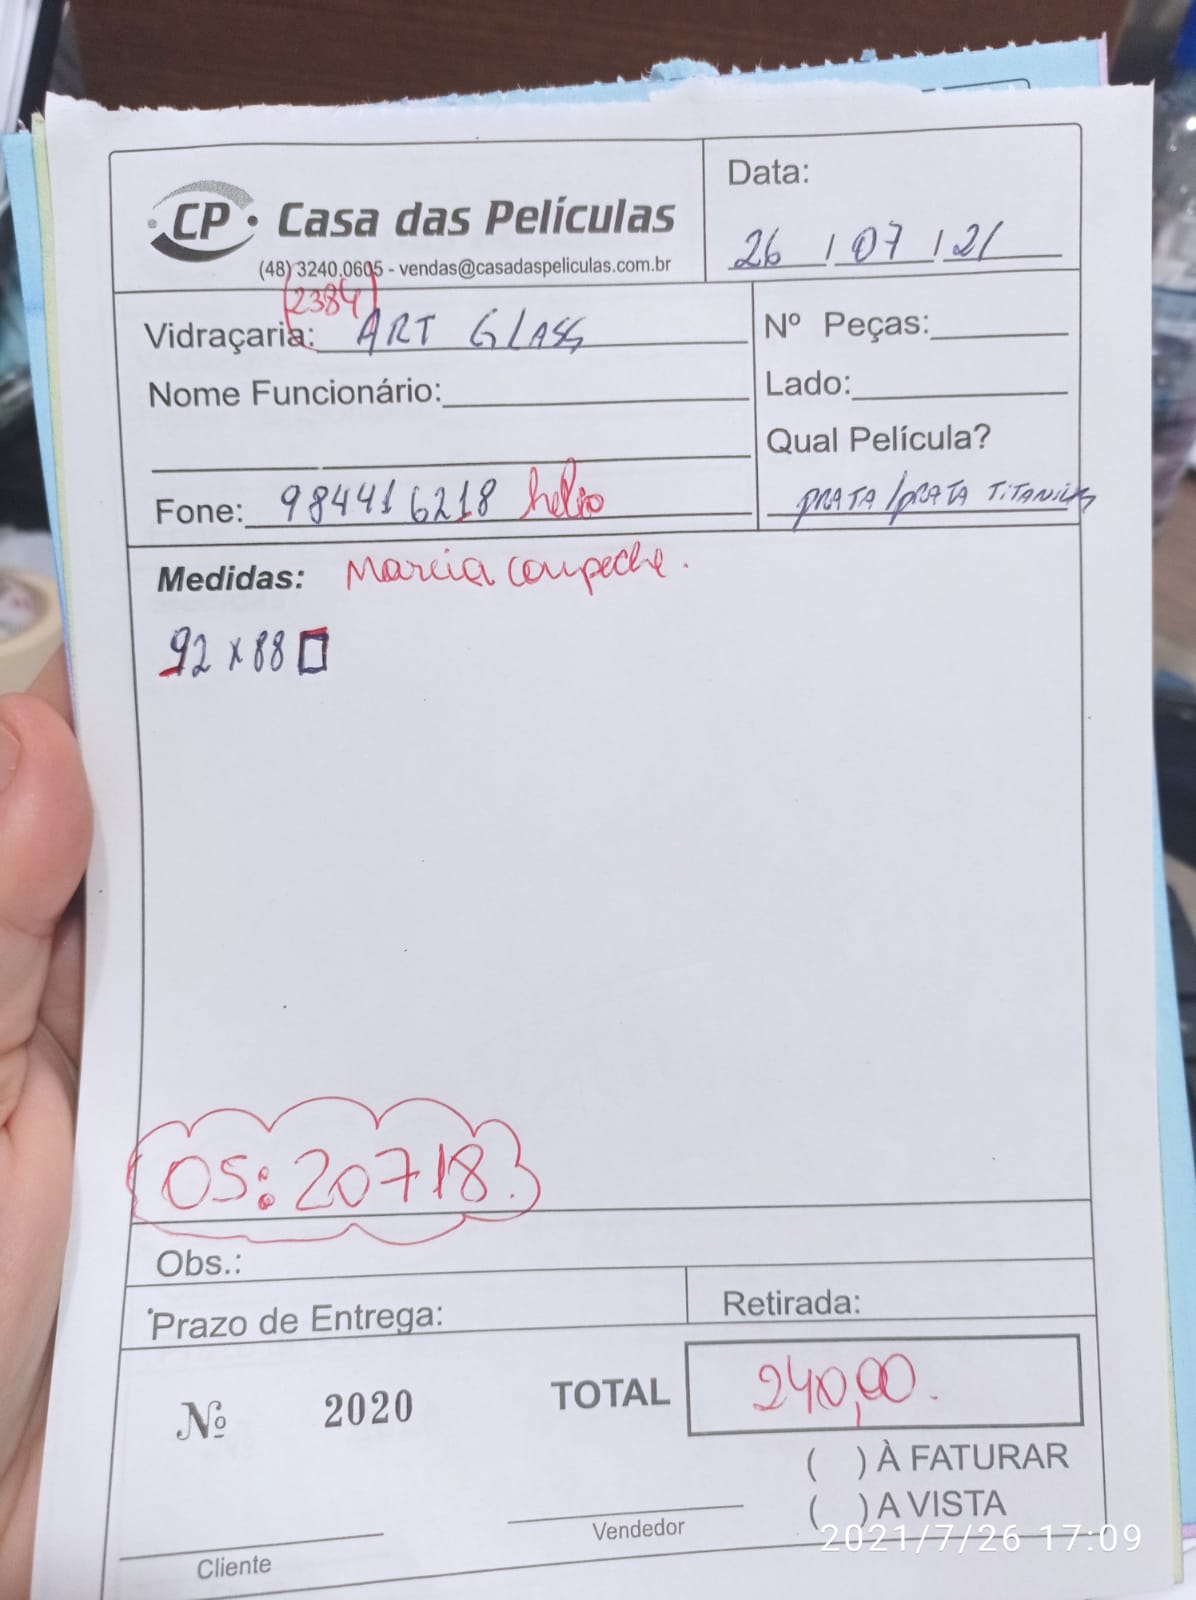 CP Casa das Películas
(48) 3240.0605 - vendas@casadaspeliculas.com.br
Data:
26 / 07 / 21
(2384)
Vidraçaria: ART GLASS
Nome Funcionário:
Fone: 984416218 helio
Nº Peças:
Lado:
Qual Película?
PRATA/PRATA TITANIUM
Medidas: Marcia coupeche.
92 x 88
OS: 20718.
Obs.:
Prazo de Entrega:
Retirada:
Nº 2020
TOTAL 240,00.
( ) À FATURAR
( ) A VISTA
Vendedor
Cliente
2021/7/26 17:09